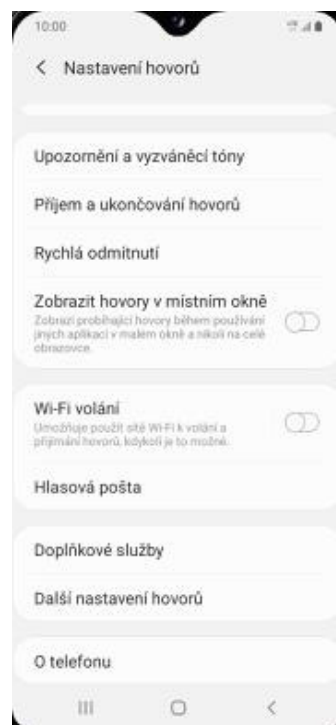 10:00
Nastavení hovorů
Upozornění a vyzváněcí tóny
Příjem a ukončování hovorů
Rychlá odmítnutí
Zobrazit hovory v místním okně
Zobrazí probíhající hovory během používání
jiných aplikací v malém okně a nikoli na celé
obrazovce.
Wi-Fi volání
Umožňuje použít sítě Wi-Fi k volání a
přijímání hovorů, kdykoli je to možné.
Hlasová pošta
Doplňkové služby
Další nastavení hovorů
O telefonu